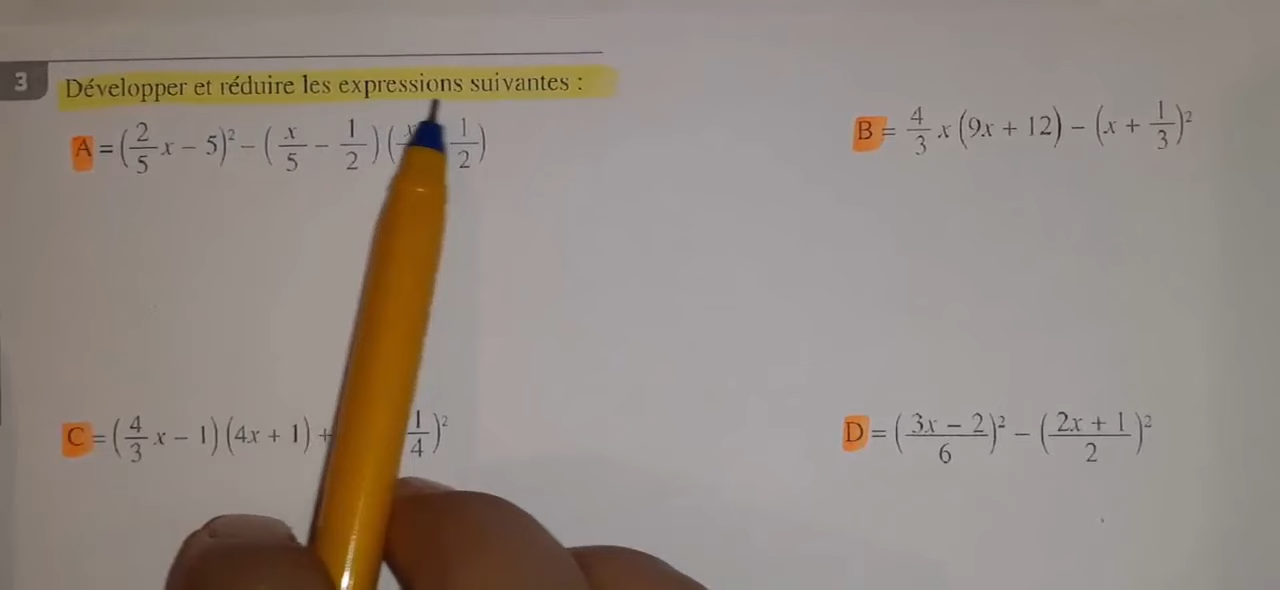 3 Développer et réduire les expressions suivantes :
A = (2/5 x − 5)² − (x/5 − 1/2)(x 1/2)
B = 4/3 x (9x + 12) − (x + 1/3)²
C = (4/3 x − 1)(4x + 1) + 1/4)²
D = ((3x − 2)/6)² − ((2x + 1)/2)²